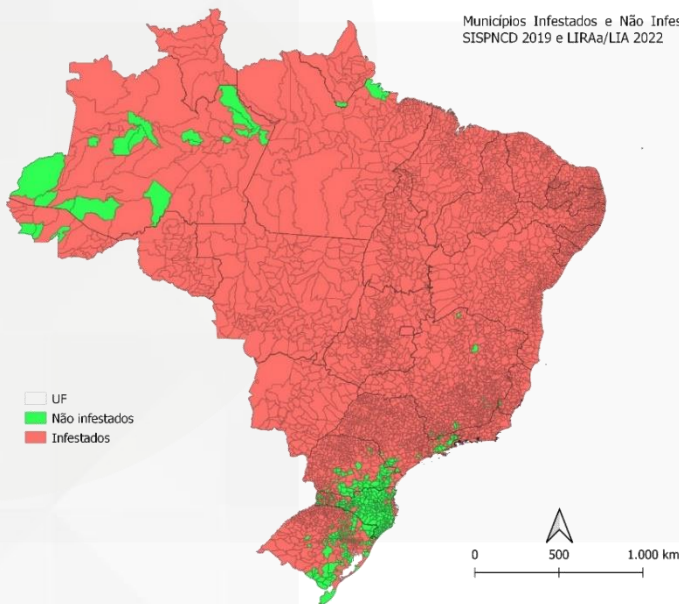 Municípios Infestados e Não
SISPNCD 2019 e LIRAa/LIA 2022
UF
Não infestados
Infestados
0 500 1.000 km